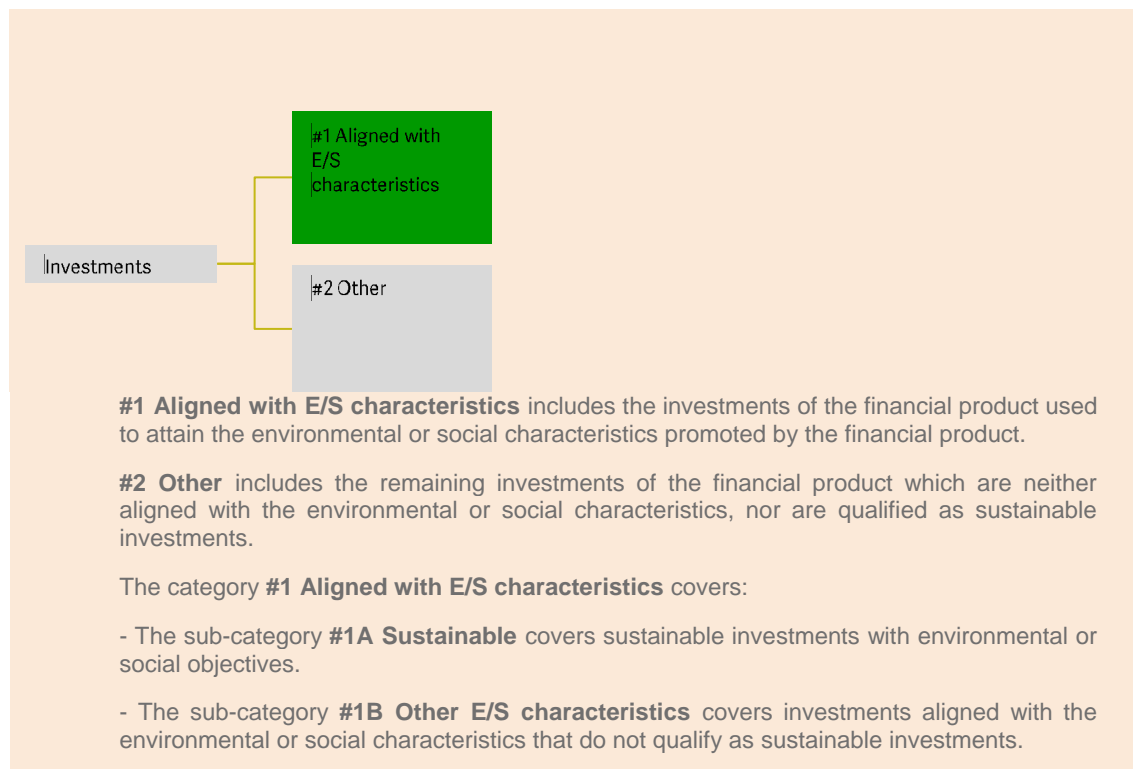 #1 Aligned with
E/S
characteristics
Investments
#2 Other
#1 Aligned with E/S characteristics includes the investments of the financial product used
to attain the environmental or social characteristics promoted by the financial product.
#2 Other includes the remaining investments of the financial product which are neither
aligned with the environmental or social characteristics, nor are qualified as sustainable
investments.
The category #1 Aligned with E/S characteristics covers:
- The sub-category #1A Sustainable covers sustainable investments with environmental or
social objectives.
- The sub-category #1B Other E/S characteristics covers investments aligned with the
environmental or social characteristics that do not qualify as sustainable investments.